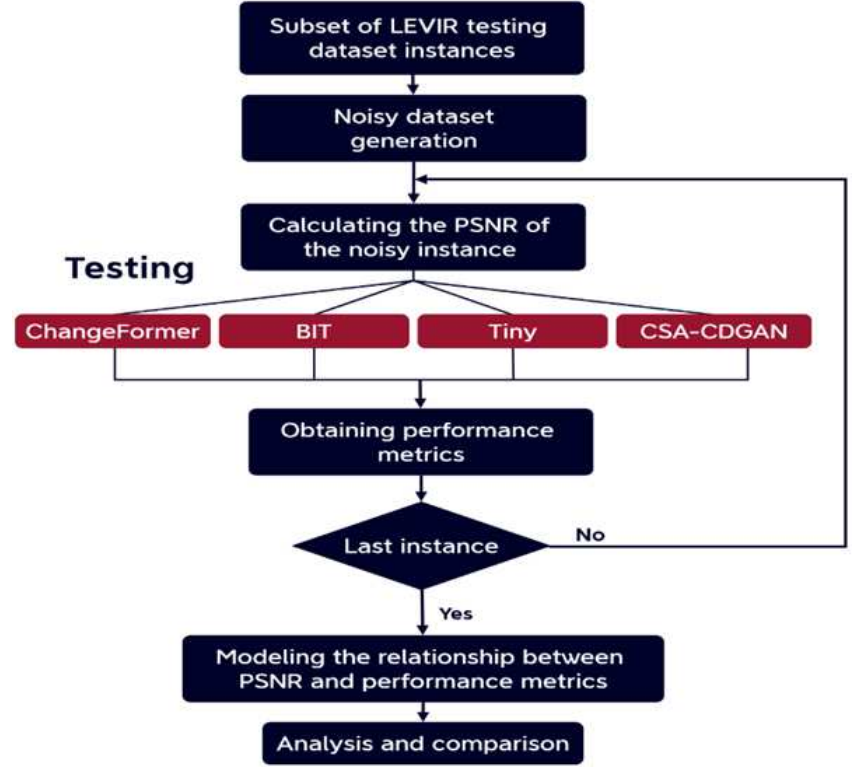 Subset of LEVIR testing
dataset instances
Noisy dataset
generation
Calculating the PSNR of
the noisy instance
Testing
ChangeFormer
BIT
Tiny
CSA-CDGAN
Obtaining performance
metrics
Last instance
No
Yes
Modeling the relationship between
PSNR and performance metrics
Analysis and comparison